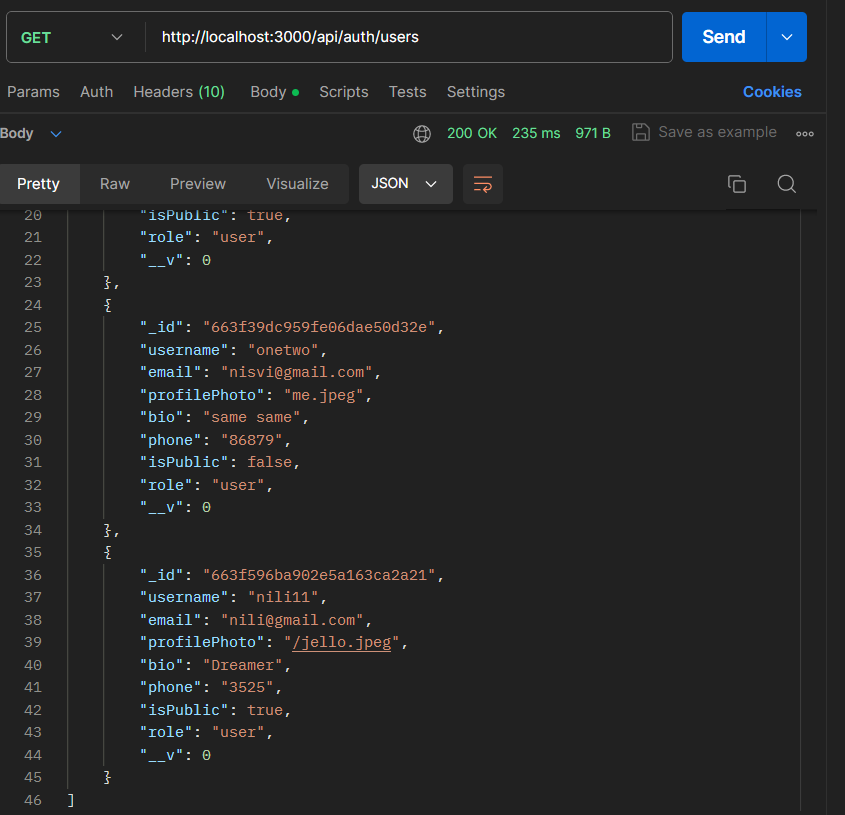 GET http://localhost:3000/api/auth/users Send
Params Auth Headers (10) Body Scripts Tests Settings Cookies
Body 200 OK 235 ms 971 B Save as example
Pretty Raw Preview Visualize JSON
20 "isPublic": true,
21 "role": "user",
22 "__v": 0
23 },
24 {
25 "_id": "663f39dc959fe06dae50d32e",
26 "username": "onetwo",
27 "email": "nisvi@gmail.com",
28 "profilePhoto": "me.jpeg",
29 "bio": "same same",
30 "phone": "86879",
31 "isPublic": false,
32 "role": "user",
33 "__v": 0
34 },
35 {
36 "_id": "663f596ba902e5a163ca2a21",
37 "username": "nili11",
38 "email": "nili@gmail.com",
39 "profilePhoto": "/jello.jpeg",
40 "bio": "Dreamer",
41 "phone": "3525",
42 "isPublic": true,
43 "role": "user",
44 "__v": 0
45 }
46 ]